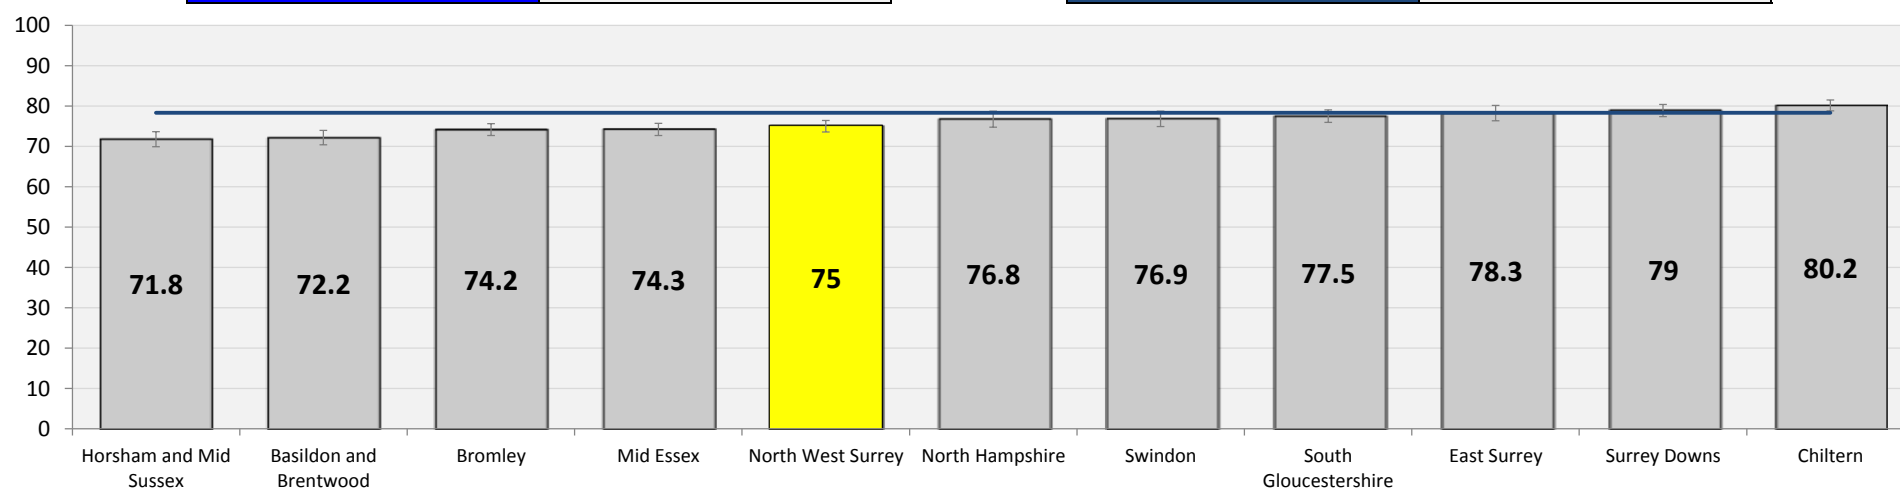 100
90
80
70
60
50
40
30
20
10
0
71.8
72.2
74.2
74.3
75
76.8
76.9
77.5
78.3
79
80.2
Horsham and Mid
Sussex
Basildon and
Brentwood
Bromley
Mid Essex
North West Surrey
North Hampshire
Swindon
South
Gloucestershire
East Surrey
Surrey Downs
Chiltern